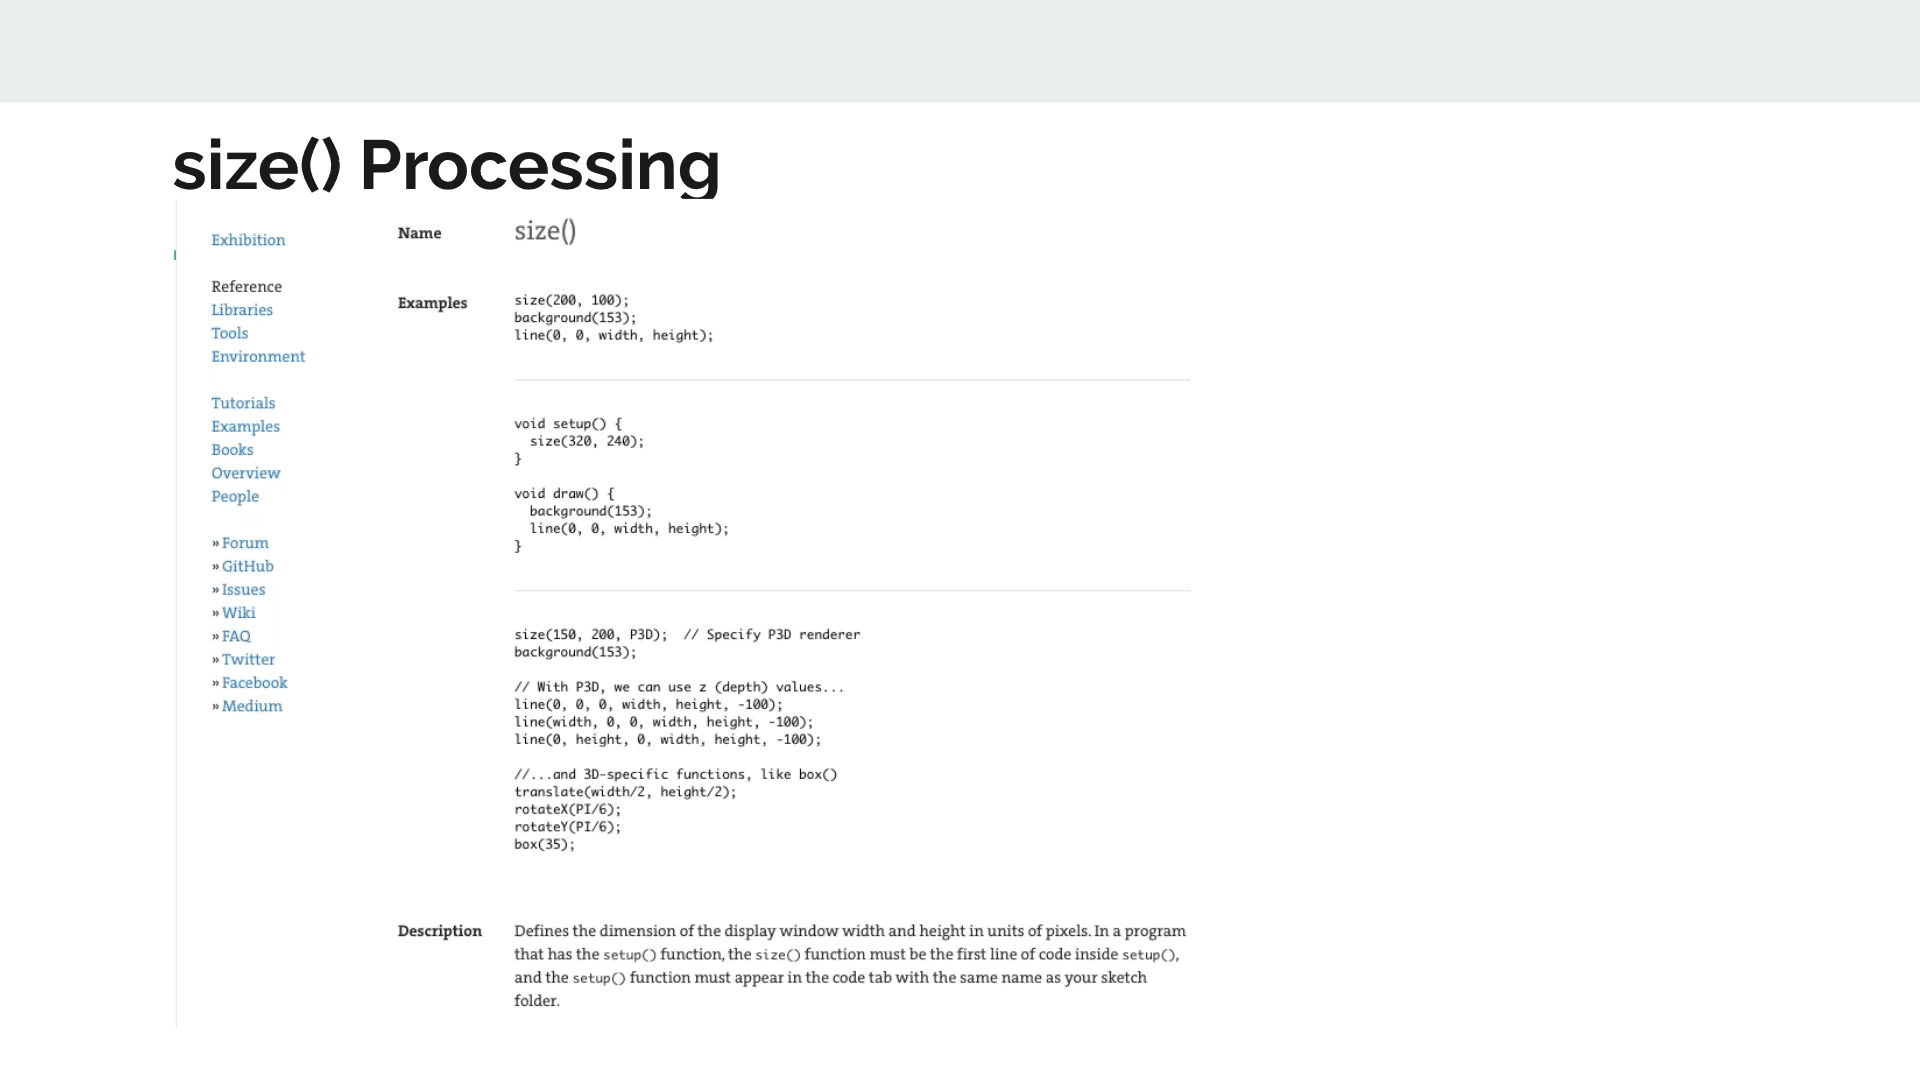 size() Processing
Exhibition
Reference
Libraries
Tools
Environment
Tutorials
Examples
Books
Overview
People
» Forum
» GitHub
» Issues
» Wiki
» FAQ
» Twitter
» Facebook
» Medium
Name
size()
Examples
size(200, 100);
background(153);
line(0, 0, width, height);
void setup() {
  size(320, 240);
}
void draw() {
  background(153);
  line(0, 0, width, height);
}
size(150, 200, P3D);  // Specify P3D renderer
background(153);
// With P3D, we can use z (depth) values...
line(0, 0, 0, width, height, -100);
line(width, 0, 0, width, height, -100);
line(0, height, 0, width, height, -100);
//...and 3D-specific functions, like box()
translate(width/2, height/2);
rotateX(PI/6);
rotateY(PI/6);
box(35);
Description
Defines the dimension of the display window width and height in units of pixels. In a program
that has the setup() function, the size() function must be the first line of code inside setup(),
and the setup() function must appear in the code tab with the same name as your sketch
folder.